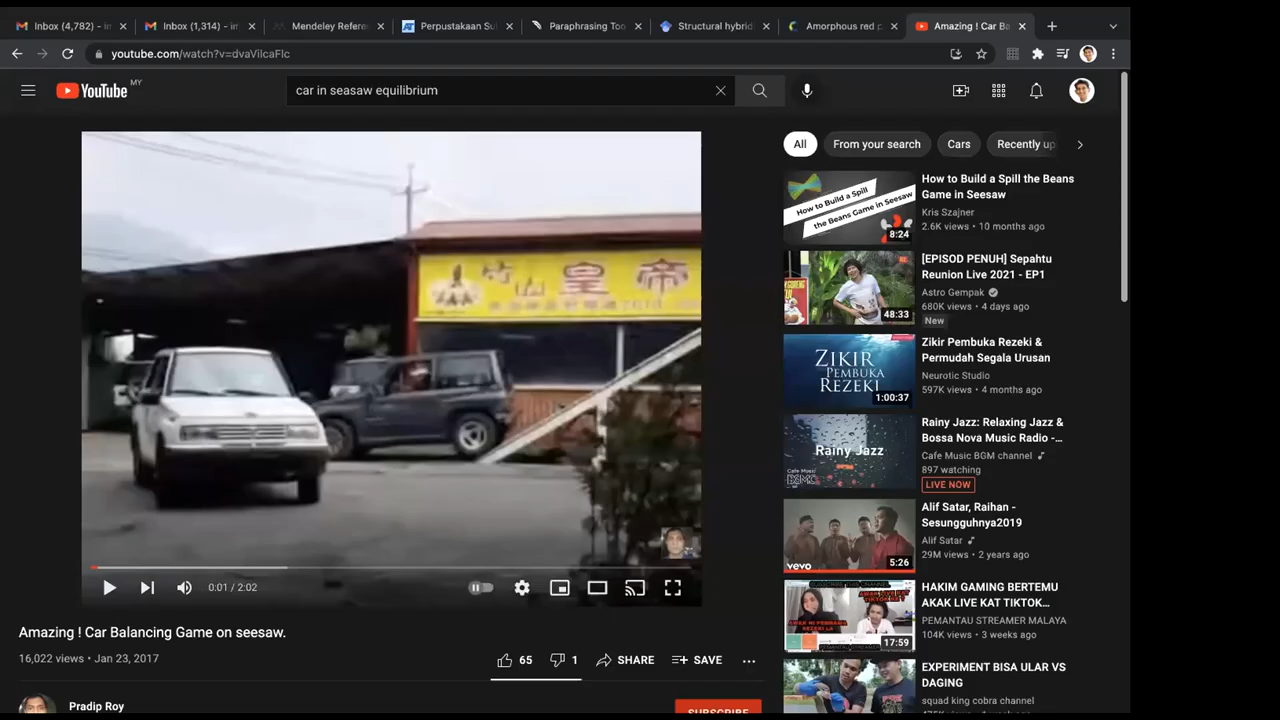 Inbox (4,782) - in
Inbox (1,314) - in
Mendeley Refere
Perpustakaan Sul
Paraphrasing Too
Structural hybrid
Amorphous red p
Amazing ! Car Ba
youtube.com/watch?v=dvaVilcaFlc
YouTube MY
car in seasaw equilibrium
皇帝
0:01 / 2:02
Amazing !
ing Game on seesaw.
16,022 views • Jan 28, 2017
65
1
SHARE
SAVE
Pradip Roy
SUBSCRIBE
All
From your search
Cars
Recently up
How to Build a Spill
the Beans Game in Seesaw
8:24
How to Build a Spill the Beans
Game in Seesaw
Kris Szajner
2.6K views • 10 months ago
48:33
[EPISOD PENUH] Sepahtu
Reunion Live 2021 - EP1
Astro Gempak
680K views • 4 days ago
New
ZIKIR
PEMBUKA
REZEKI
1:00:37
Zikir Pembuka Rezeki &
Permudah Segala Urusan
Neurotic Studio
597K views • 4 months ago
Rainy Jazz
Cafe Music
BGM
Rainy Jazz: Relaxing Jazz &
Bossa Nova Music Radio -...
Cafe Music BGM channel
897 watching
LIVE NOW
vevo
5:26
Alif Satar, Raihan -
Sesungguhnya2019
Alif Satar
29M views • 2 years ago
17:59
HAKIM GAMING BERTEMU
AKAK LIVE KAT TIKTOK...
PEMANTU STREAMER MALAYA
104K views • 3 weeks ago
EXPERIMENT BISA ULAR VS
DAGING
squad king cobra channel